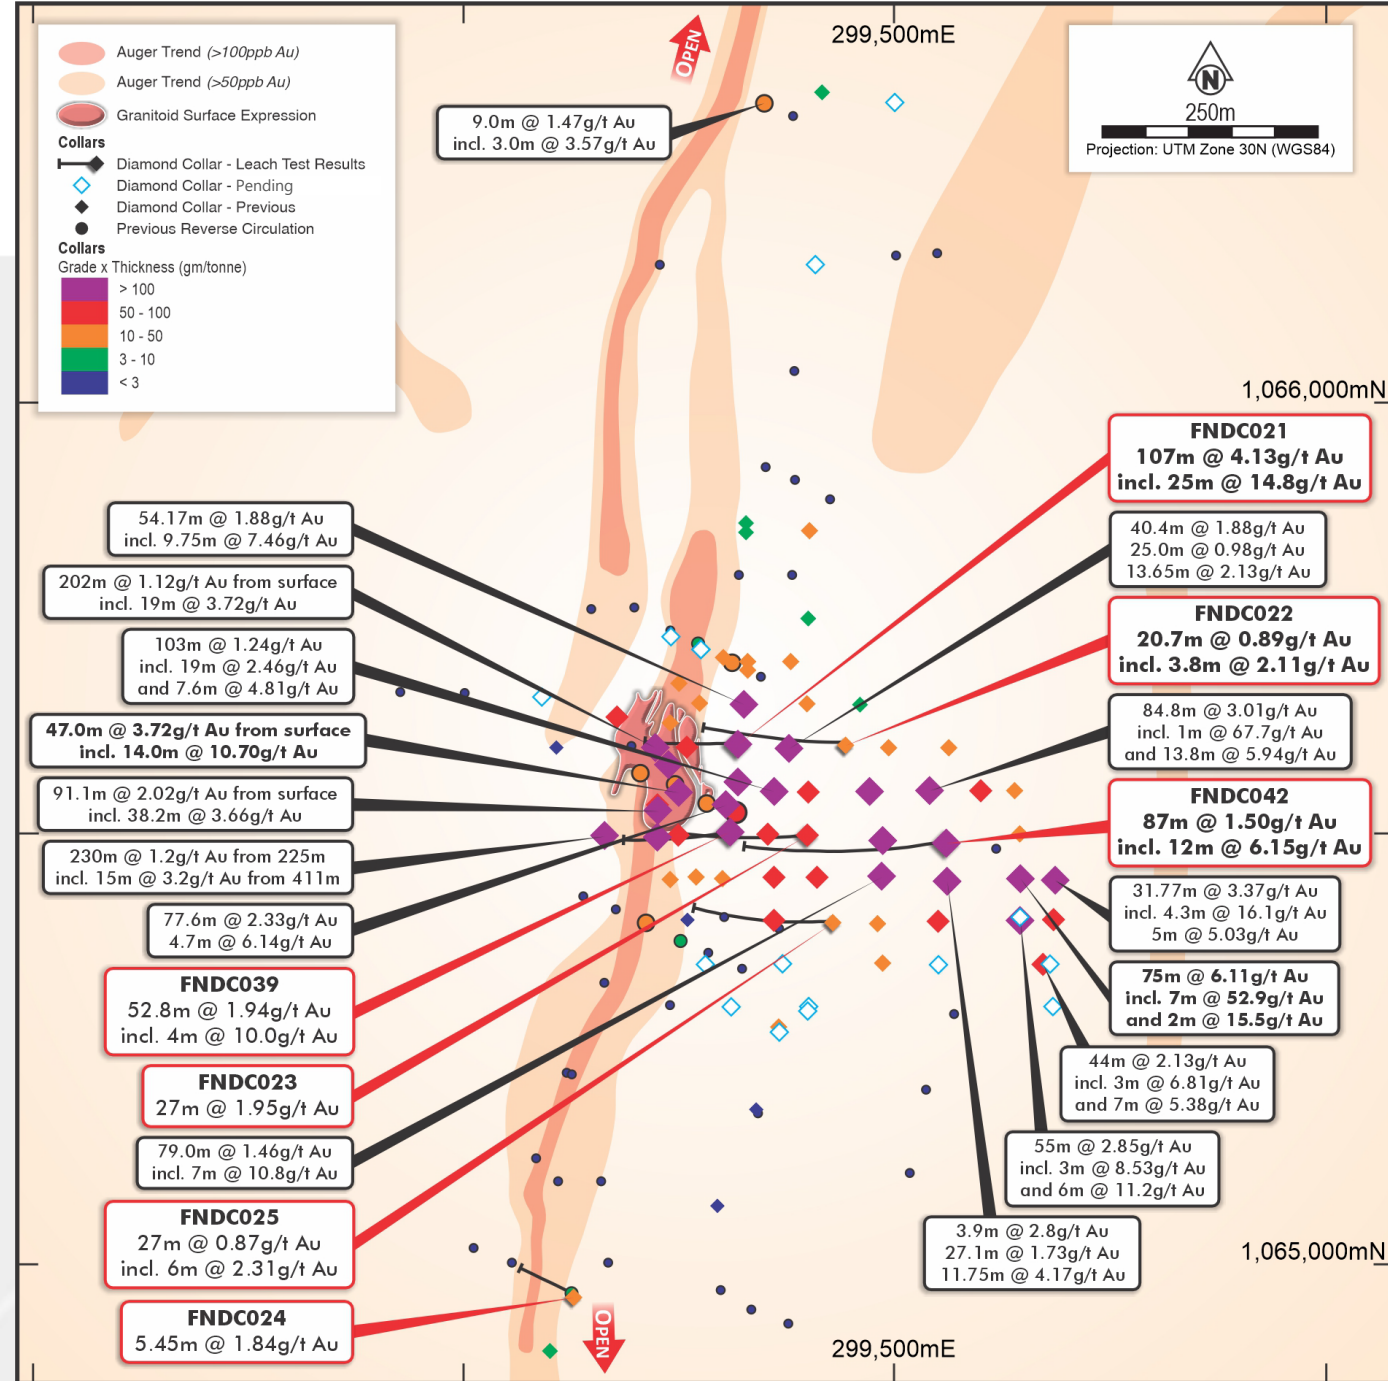 OPEN
299,500mE
Auger Trend (>100ppb Au)
Auger Trend (>50ppb Au)
Granitoid Surface Expression
Collars
Diamond Collar - Leach Test Results
Diamond Collar - Pending
Diamond Collar - Previous
Previous Reverse Circulation
Collars
Grade x Thickness (gm/tonne)
> 100
50 - 100
10 - 50
3 - 10
< 3
9.0m @ 1.47g/t Au
incl. 3.0m @ 3.57g/t Au
N
250m
Projection: UTM Zone 30N (WGS84)
1,066,000mN
54.17m @ 1.88g/t Au
incl. 9.75m @ 7.46g/t Au
202m @ 1.12g/t Au from surface
incl. 19m @ 3.72g/t Au
103m @ 1.24g/t Au
incl. 19m @ 2.46g/t Au
and 7.6m @ 4.81g/t Au
47.0m @ 3.72g/t Au from surface
incl. 14.0m @ 10.70g/t Au
91.1m @ 2.02g/t Au from surface
incl. 38.2m @ 3.66g/t Au
230m @ 1.2g/t Au from 225m
incl. 15m @ 3.2g/t Au from 411m
77.6m @ 2.33g/t Au
4.7m @ 6.14g/t Au
FNDC039
52.8m @ 1.94g/t Au
incl. 4m @ 10.0g/t Au
FNDC023
27m @ 1.95g/t Au
79.0m @ 1.46g/t Au
incl. 7m @ 10.8g/t Au
FNDC025
27m @ 0.87g/t Au
incl. 6m @ 2.31g/t Au
FNDC024
5.45m @ 1.84g/t Au
FNDC021
107m @ 4.13g/t Au
incl. 25m @ 14.8g/t Au
40.4m @ 1.88g/t Au
25.0m @ 0.98g/t Au
13.65m @ 2.13g/t Au
FNDC022
20.7m @ 0.89g/t Au
incl. 3.8m @ 2.11g/t Au
84.8m @ 3.01g/t Au
incl. 1m @ 67.7g/t Au
and 13.8m @ 5.94g/t Au
FNDC042
87m @ 1.50g/t Au
incl. 12m @ 6.15g/t Au
31.77m @ 3.37g/t Au
incl. 4.3m @ 16.1g/t Au
5m @ 5.03g/t Au
75m @ 6.11g/t Au
incl. 7m @ 52.9g/t Au
and 2m @ 15.5g/t Au
44m @ 2.13g/t Au
incl. 3m @ 6.81g/t Au
and 7m @ 5.38g/t Au
55m @ 2.85g/t Au
incl. 3m @ 8.53g/t Au
and 6m @ 11.2g/t Au
3.9m @ 2.8g/t Au
27.1m @ 1.73g/t Au
11.75m @ 4.17g/t Au
1,065,000mN
OPEN
299,500mE